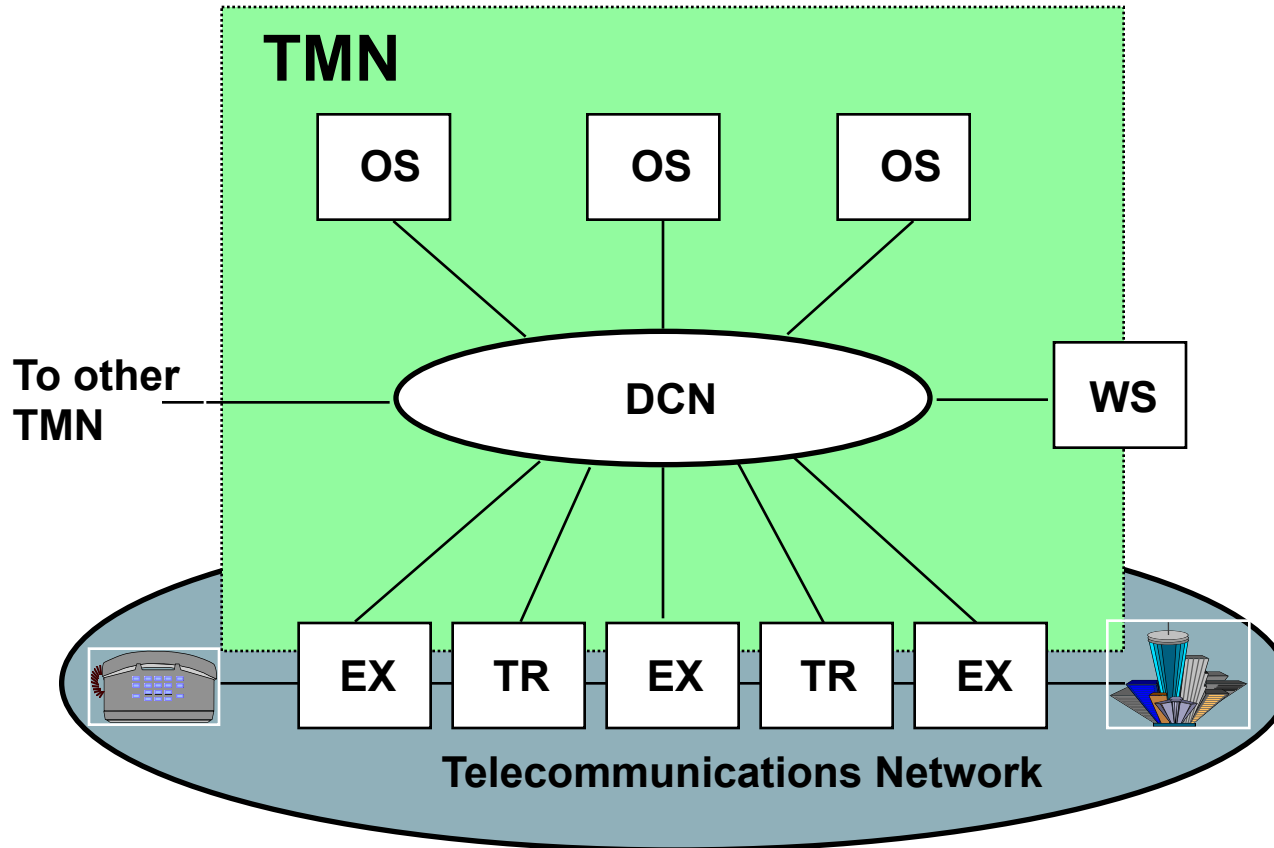 TMN
OS OS OS
To other
TMN
DCN
WS
EX TR EX TR EX
Telecommunications Network